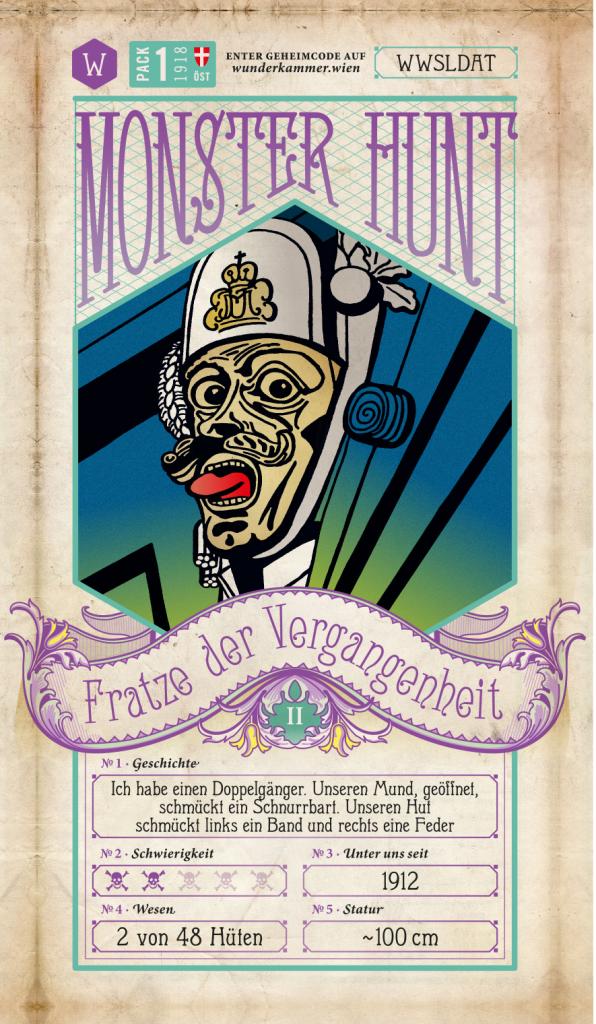 W
PACK 1 1918 ÖST
ENTER GEHEIMCODE AUF
wunderkammer.wien
WWSLDAT
MONSTER HUNT
Fratze der Vergangenheit
II
№ 1 · Geschichte
Ich habe einen Doppelgänger. Unseren Mund, geöffnet,
schmückt ein Schnurrbart. Unseren Hut
schmückt links ein Band und rechts eine Feder
№ 2 · Schwierigkeit
№ 3 · Unter uns seit
1912
№ 4 · Wesen
№ 5 · Statur
2 von 48 Hüten
~100 cm